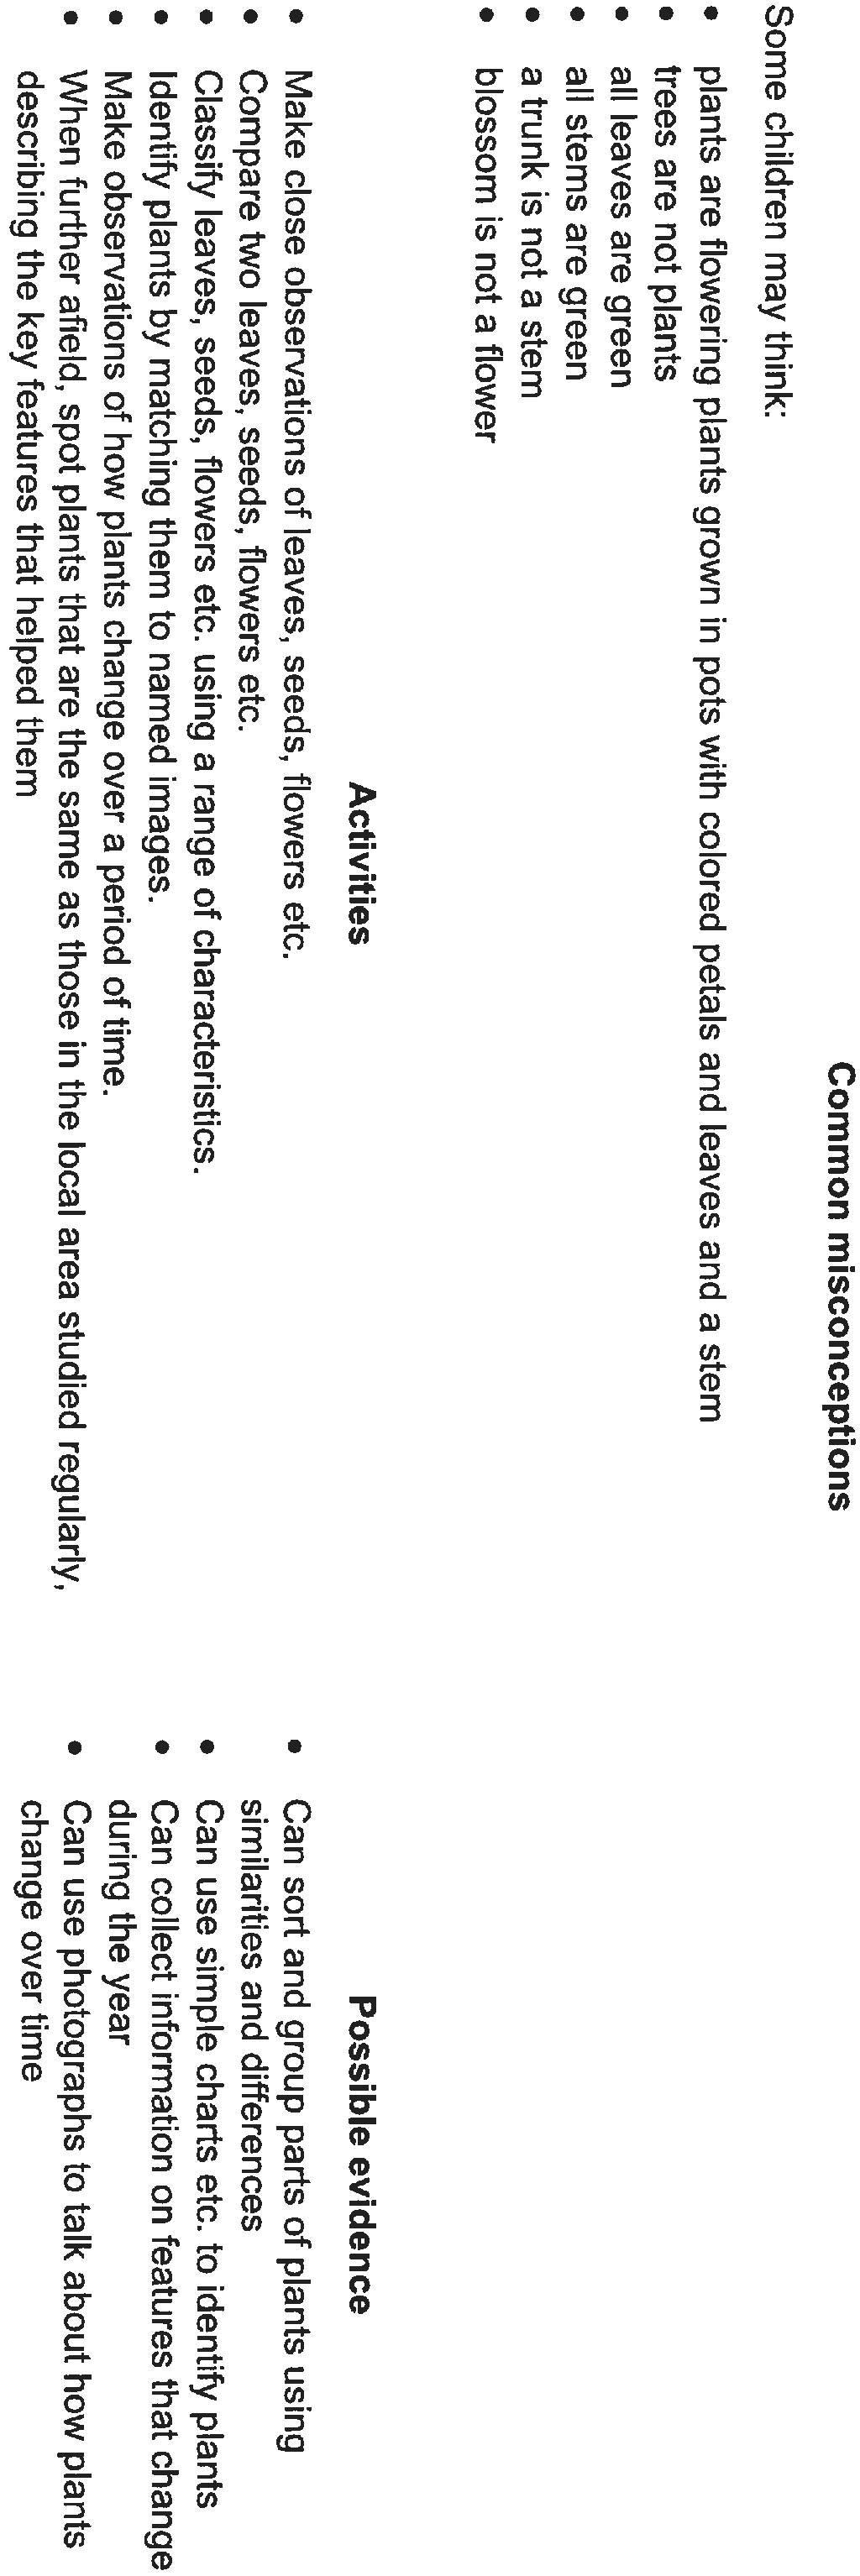 Common misconceptions
Some children may think:
• plants are flowering plants grown in pots with colored petals and leaves and a stem
• trees are not plants
• all leaves are green
• all stems are green
• a trunk is not a stem
• blossom is not a flower
Activities
• Make close observations of leaves, seeds, flowers etc.
• Compare two leaves, seeds, flowers etc.
• Classify leaves, seeds, flowers etc. using a range of characteristics.
• Identify plants by matching them to named images.
• Make observations of how plants change over a period of time.
• When further afield, spot plants that are the same as those in the local area studied regularly,
describing the key features that helped them
Possible evidence
• Can sort and group parts of plants using
similarities and differences
• Can use simple charts etc. to identify plants
• Can collect information on features that change
during the year
• Can use photographs to talk about how plants
change over time